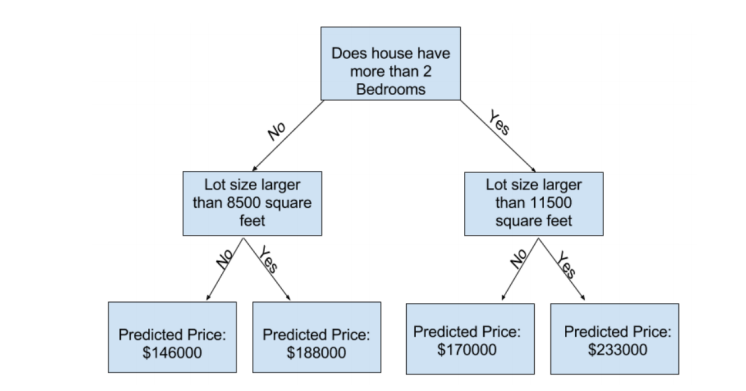 Does house have
more than 2
Bedrooms
No
Yes
Lot size larger
than 8500 square
feet
Lot size larger
than 11500
square feet
No
Yes
No
Yes
Predicted Price:
$146000
Predicted Price:
$188000
Predicted Price:
$170000
Predicted Price:
$233000